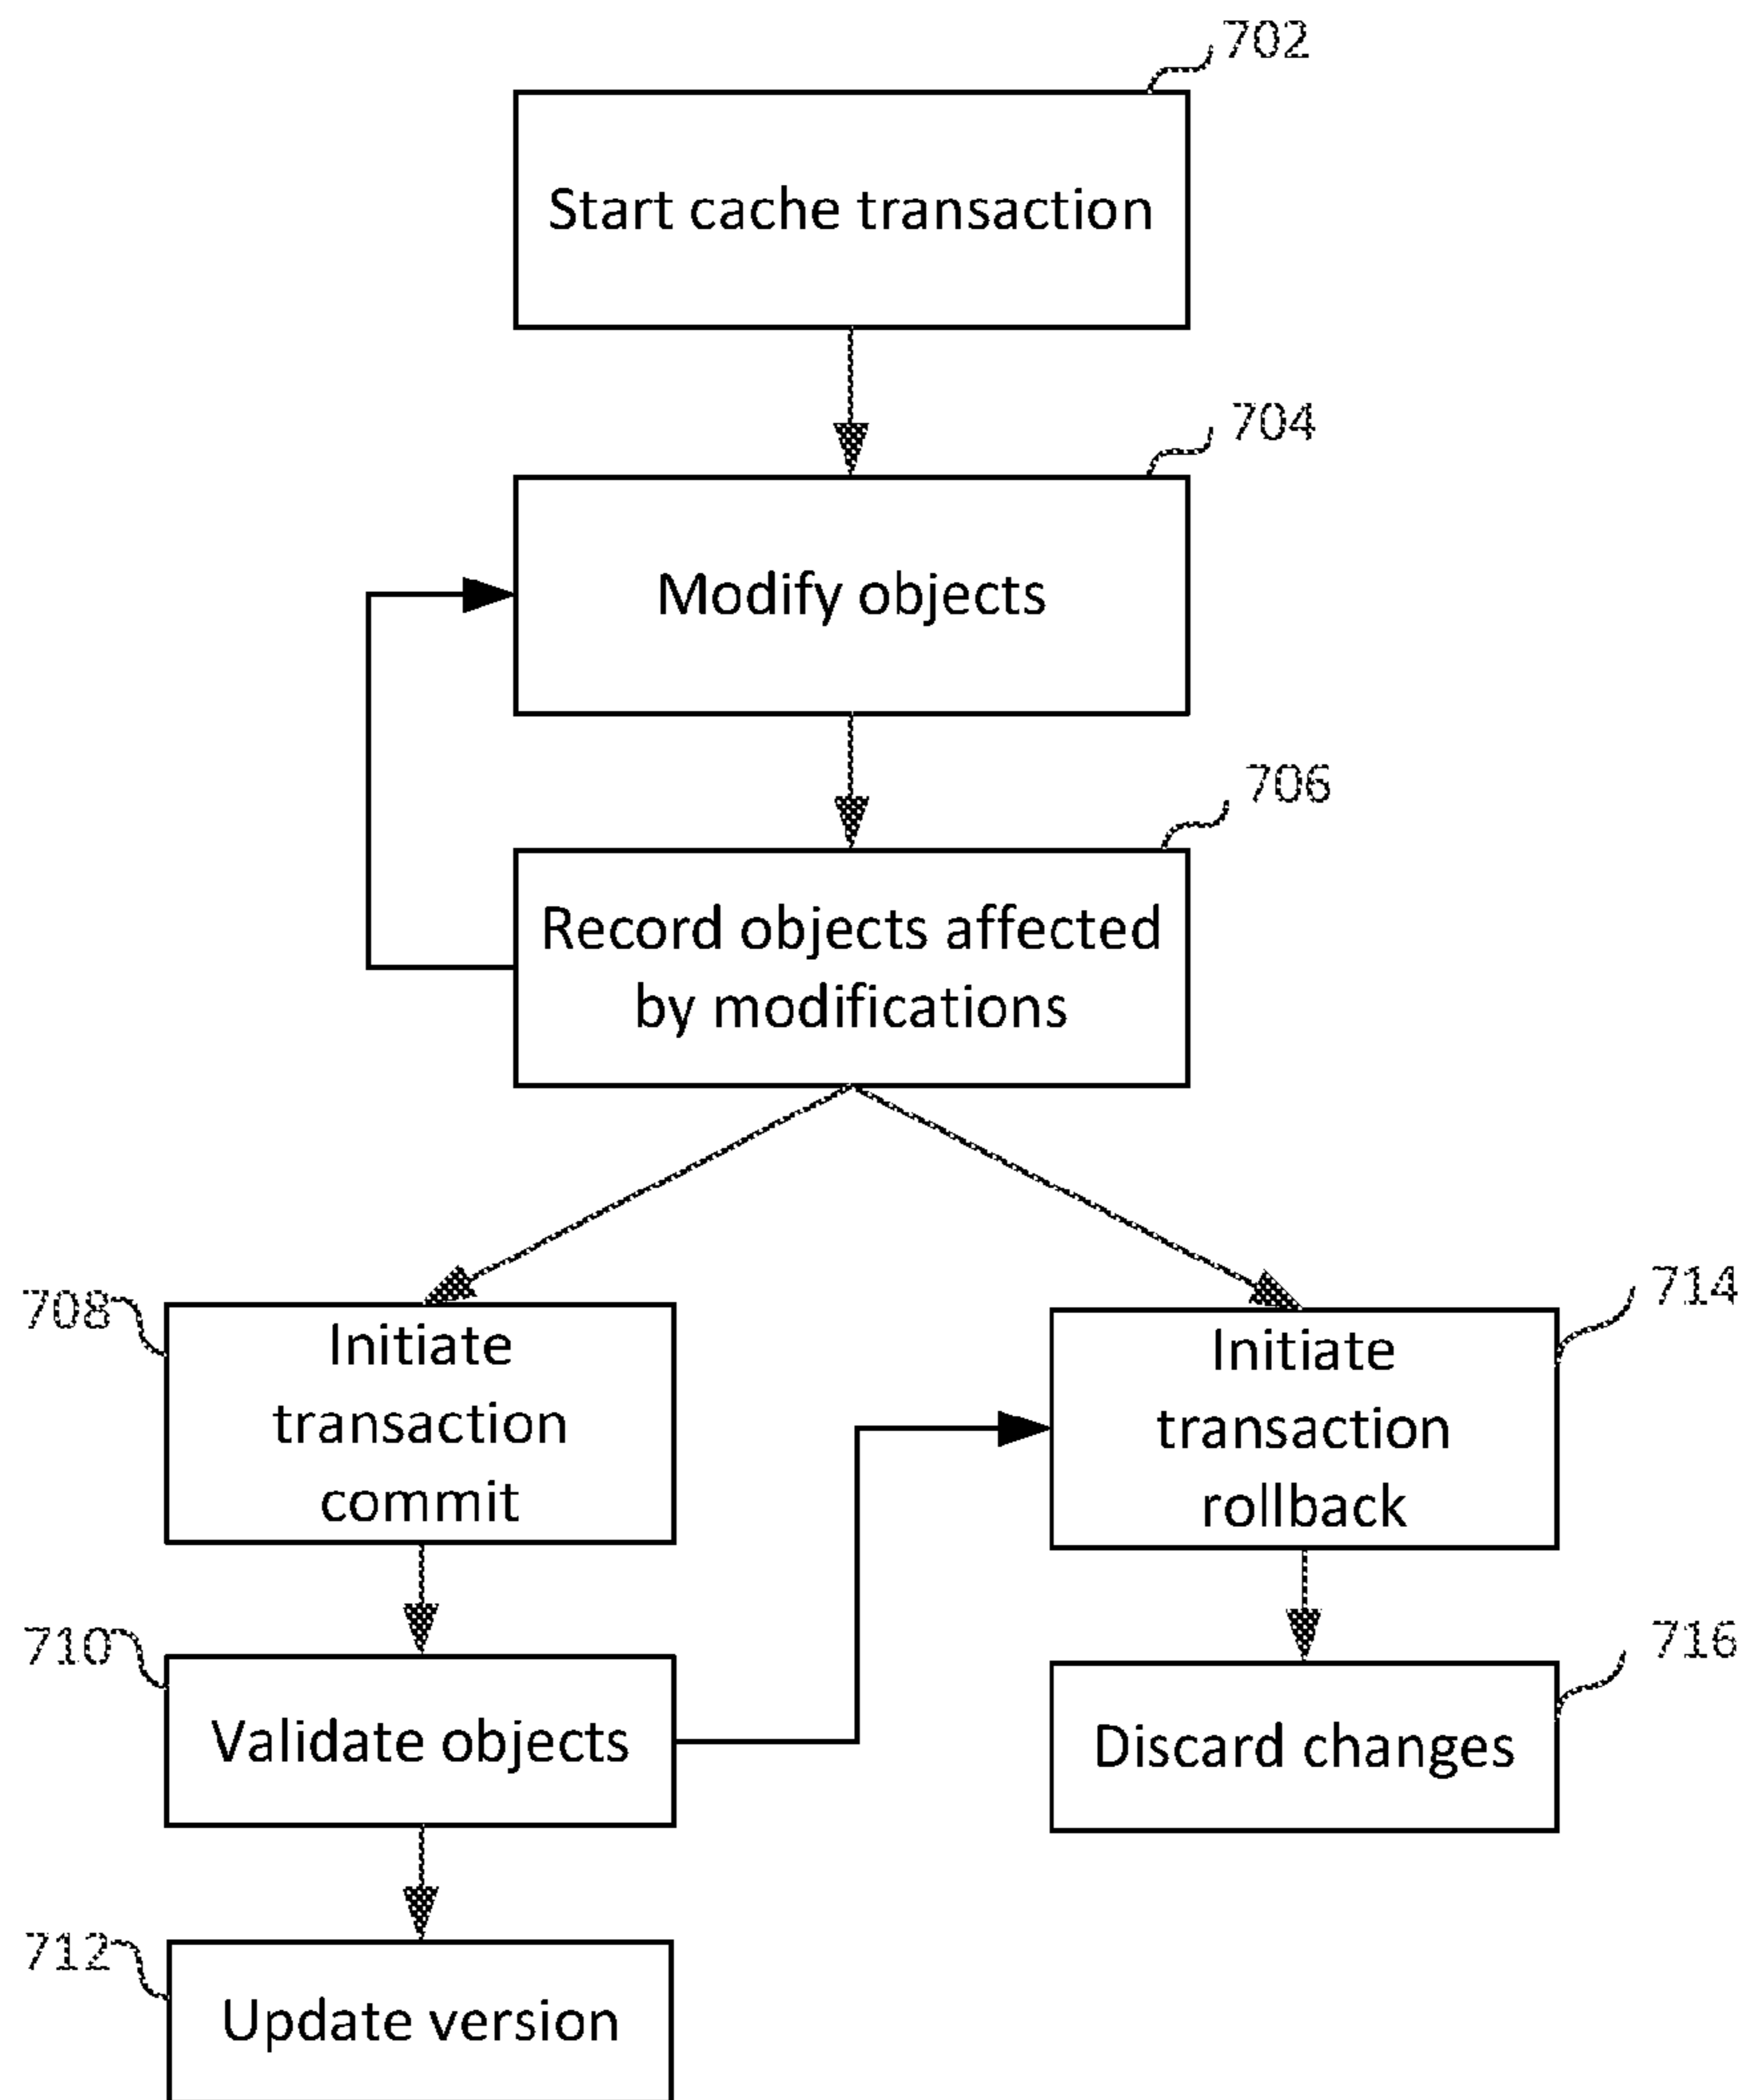 702
Start cache transaction
704
Modify objects
706
Record objects affected
by modifications
708
Initiate
transaction
commit
714
Initiate
transaction
rollback
710
Validate objects
716
Discard changes
712
Update version